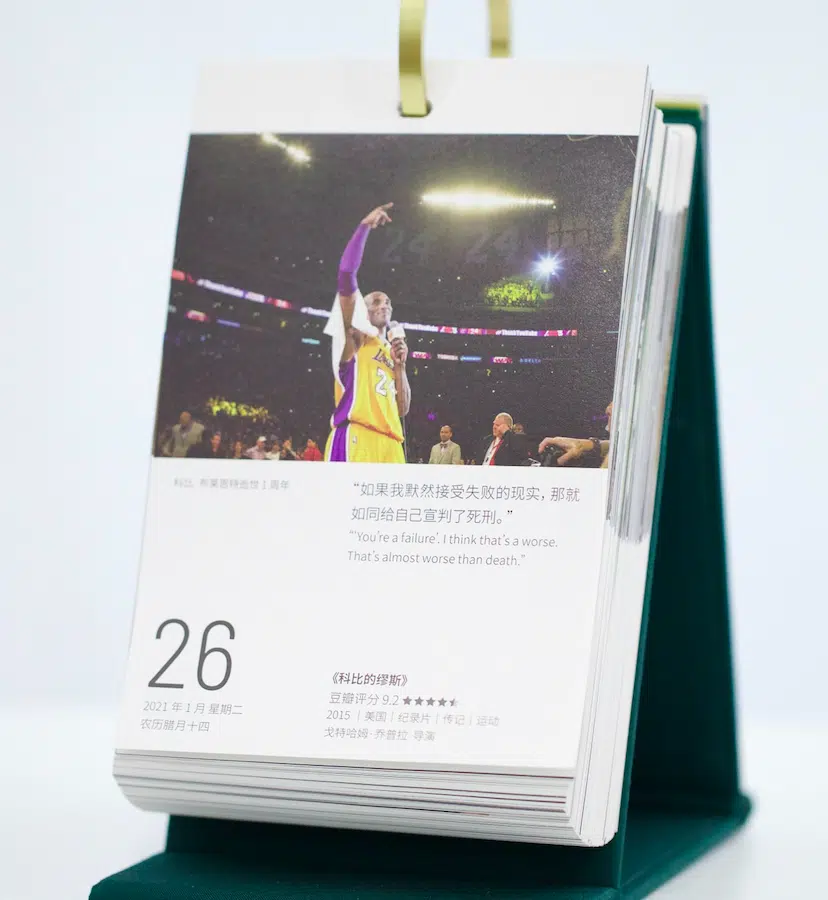 #ThankYouKobe
24
24
科比·布莱恩特逝世1周年
“如果我默然接受失败的现实，那就
如同给自己宣判了死刑。”
“‘You’re a failure’. I think that’s a worse.
That’s almost worse than death.”
26
2021 年 1 月 星期二
农历腊月十四
《科比的缪斯》
豆瓣评分 9.2
2015 ｜美国｜纪录片｜传记｜运动
戈特哈姆·乔普拉 导演